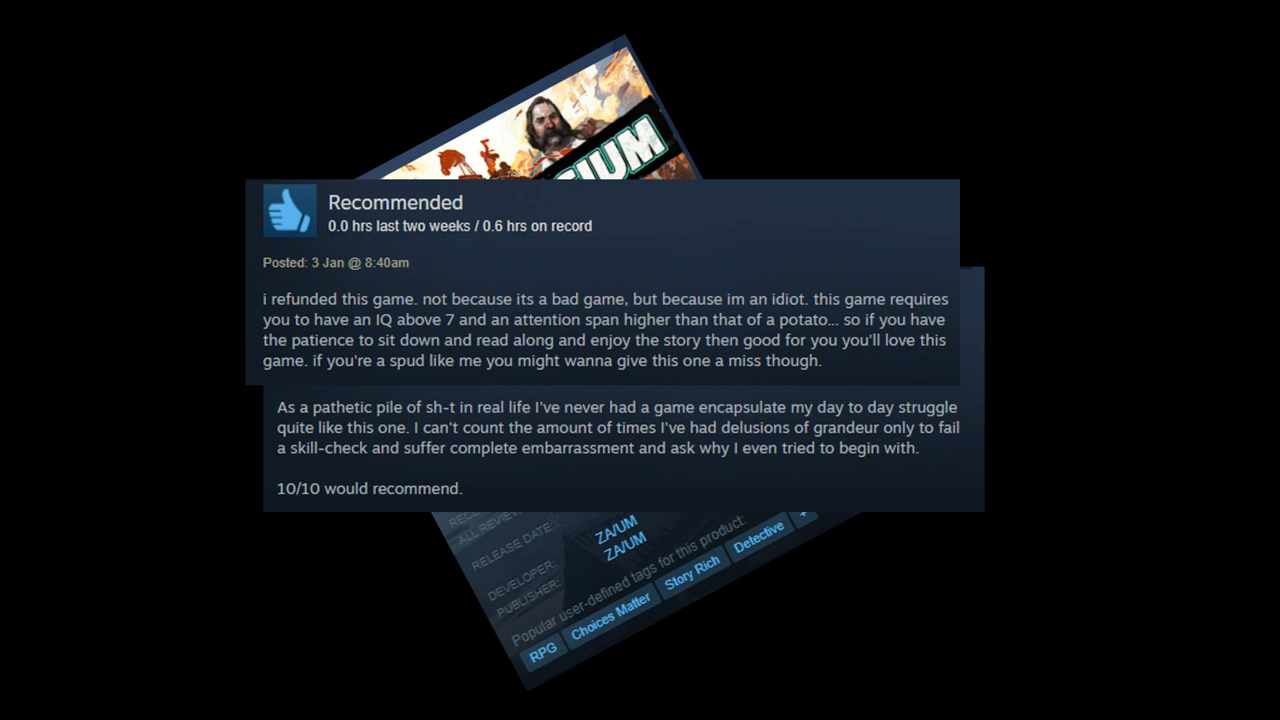 IUM
Recommended
0.0 hrs last two weeks / 0.6 hrs on record
Posted: 3 Jan @ 8:40am
i refunded this game. not because its a bad game, but because im an idiot. this game requires
you to have an IQ above 7 and an attention span higher than that of a potato... so if you have
the patience to sit down and read along and enjoy the story then good for you you'll love this
game. if you're a spud like me you might wanna give this one a miss though.
As a pathetic pile of sh-t in real life I've never had a game encapsulate my day to day struggle
quite like this one. I can't count the amount of times I've had delusions of grandeur only to fail
a skill-check and suffer complete embarrassment and ask why I even tried to begin with.
10/10 would recommend.
ALL REVIEW
RELEASE DATE:
DEVELOPER: ZA/UM
PUBLISHER: ZA/UM
Popular user-defined tags for this product:
RPG Choices Matter Story Rich Detective +